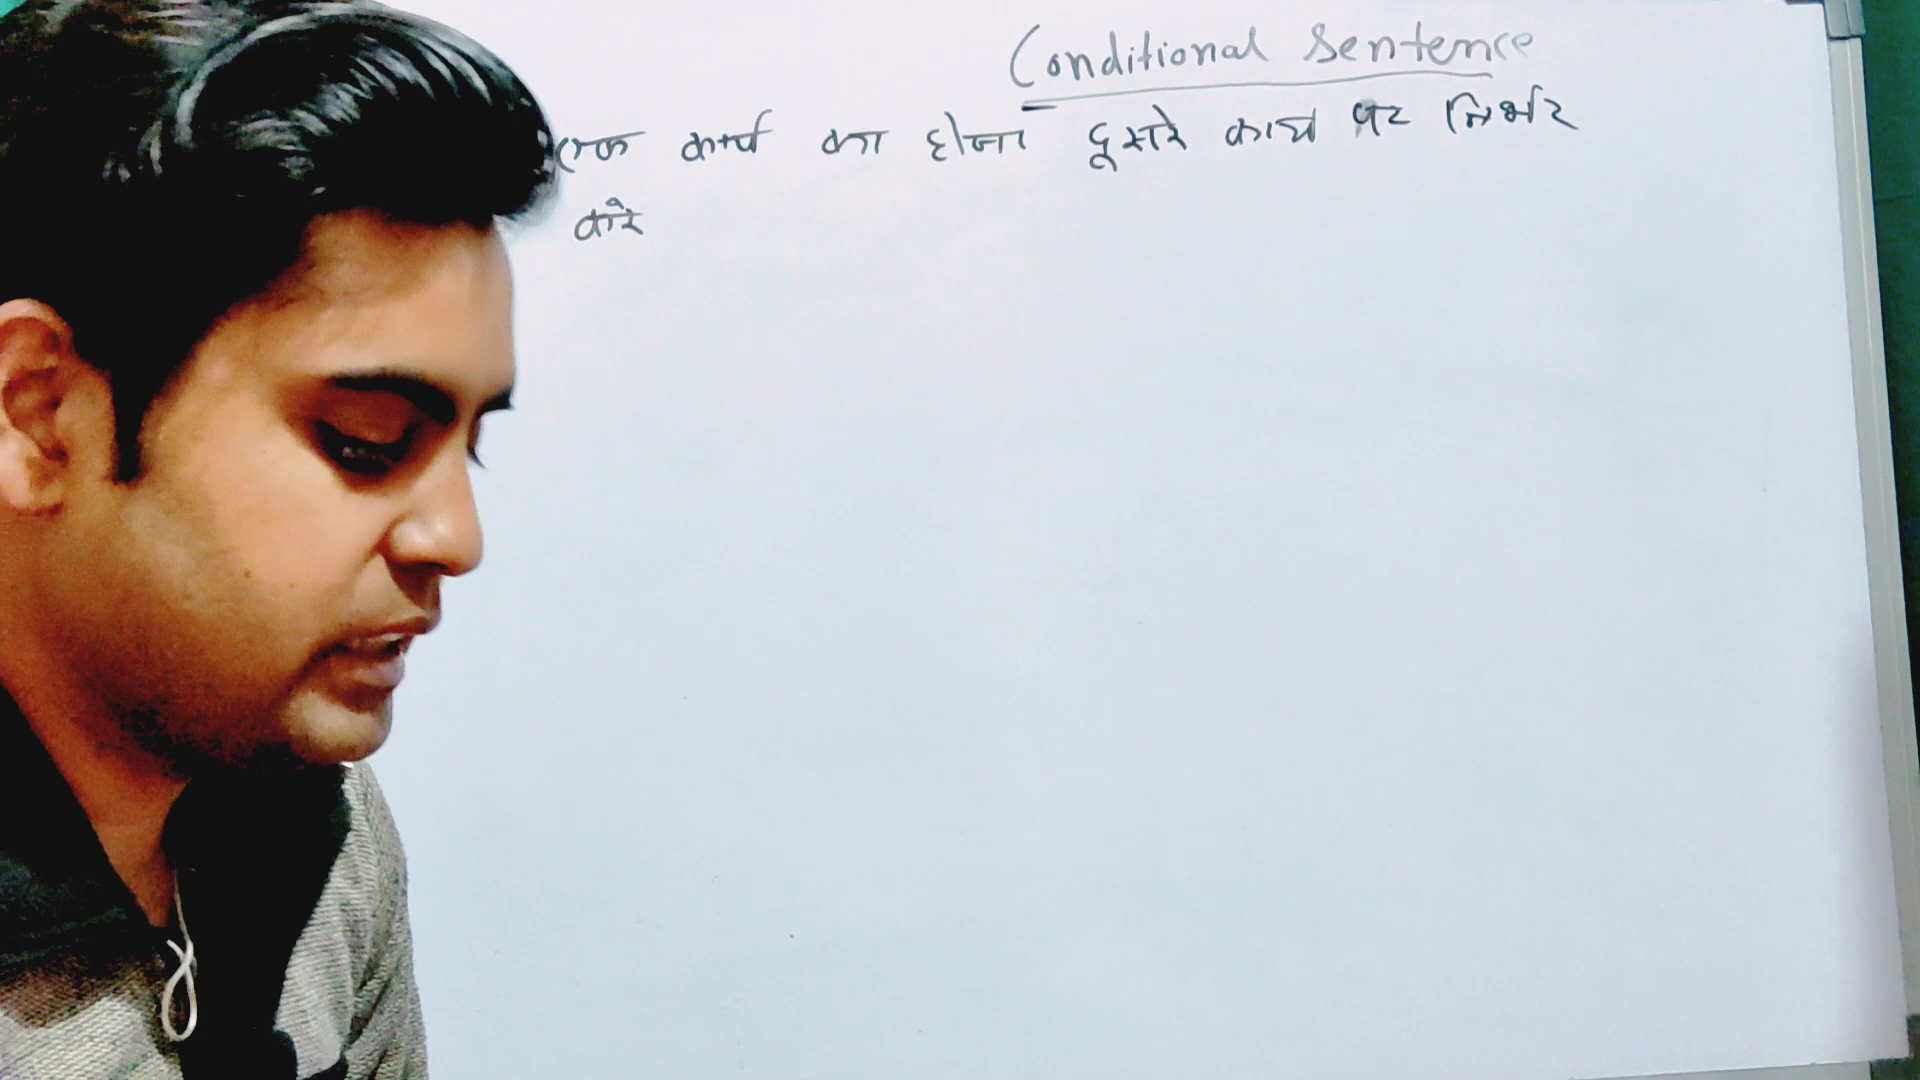 Conditional Sentence
एक कार्य का होना दूसरे कार्य पर निर्भर
करे